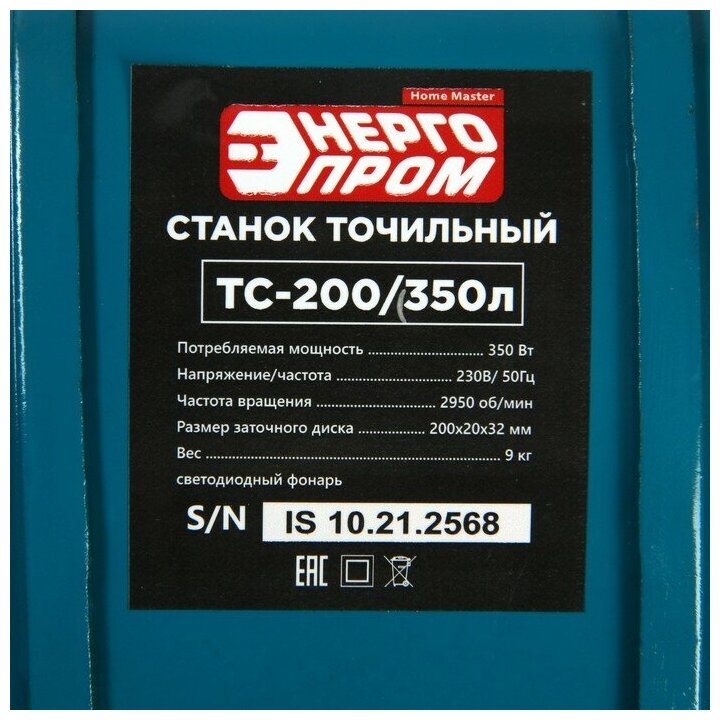 Home Master
ЭНЕРГО
ПРОМ
СТАНОК ТОЧИЛЬНЫЙ
ТС-200/350л
Потребляемая мощность ........................ 350 Вт
Напряжение/частота ........................ 230В/ 50Гц
Частота вращения ........................ 2950 об/мин
Размер заточного диска ................... 200х20х32 мм
Вес ................................................................ 9 кг
светодиодный фонарь
S/N IS 10.21.2568
EAC